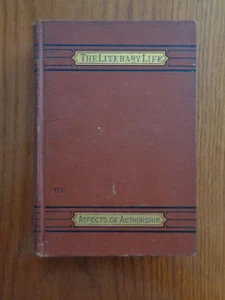 THE LITERARY LIFE
ASPECTS OF AUTHORSHIP